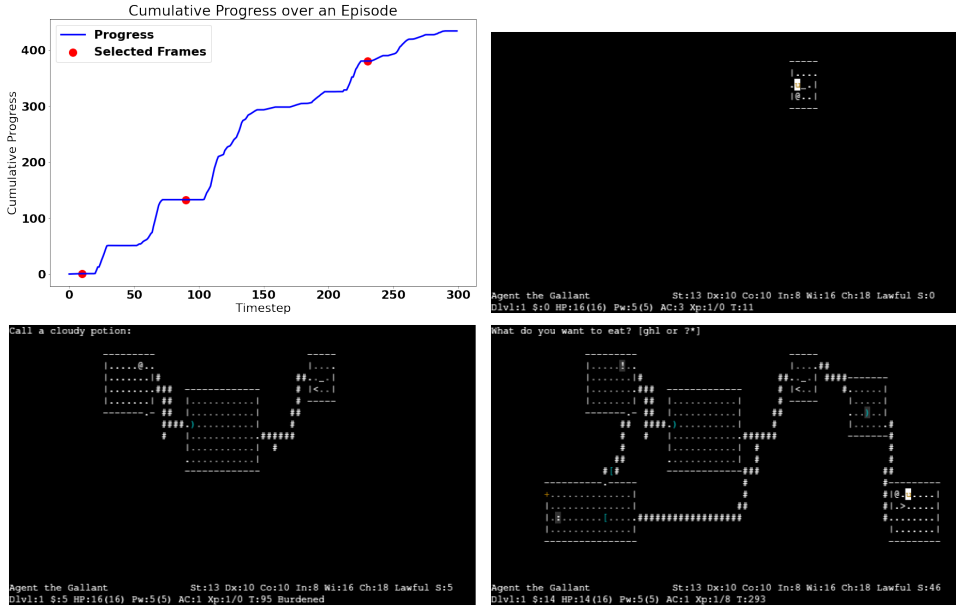 Cumulative Progress over an Episode
Progress
Selected Frames
Cumulative Progress
400
300
200
100
0
0 50 100 150 200 250 300
Timestep
Agent the Gallant St:13 Dx:10 Co:10 In:8 Wi:16 Ch:18 Lawful S:0
Dlvl:1 $:0 HP:16(16) Pw:5(5) AC:3 Xp:1/0 T:11
Call a cloudy potion:
Agent the Gallant St:13 Dx:10 Co:10 In:8 Wi:16 Ch:18 Lawful S:5
Dlvl:1 $:5 HP:16(16) Pw:5(5) AC:1 Xp:1/0 T:95 Burdened
What do you want to eat? [ghl or ?*]
Agent the Gallant St:13 Dx:10 Co:10 In:8 Wi:16 Ch:18 Lawful S:46
Dlvl:1 $:14 HP:14(16) Pw:5(5) AC:1 Xp:1/8 T:293